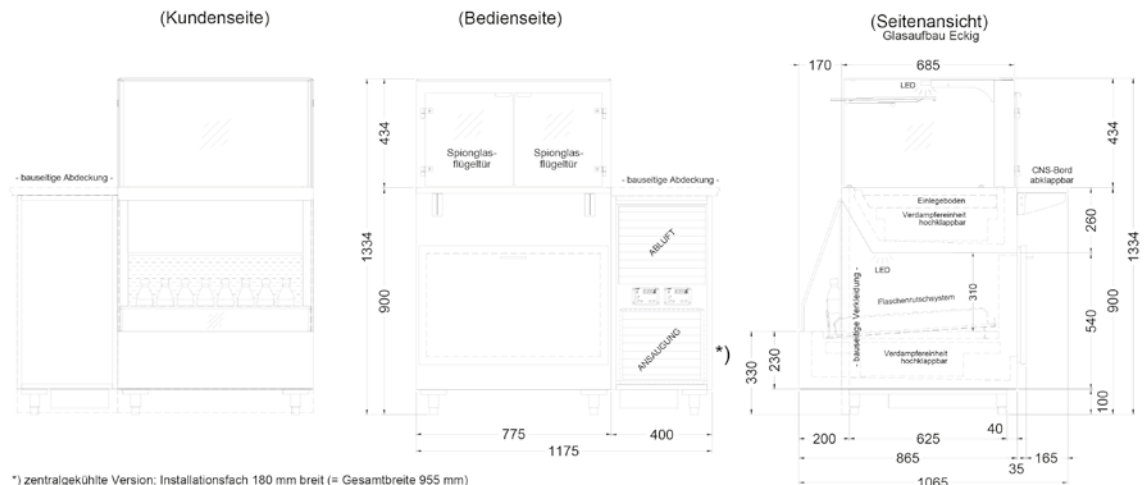 (Kundenseite)
(Bedienseite)
(Seitenansicht)
Glasaufbau Eckig
170
685
LED
434
Spionglas-
flügeltür
Spionglas-
flügeltür
434
- bauseitige Abdeckung -
- bauseitige Abdeckung -
CNS-Bord
abklappbar
Einlegeboden
Verdampfereinheit
hochklappbar
260
ABLUFT
1334
1334
900
900
LED
310
Flaschenrutschsystem
540
- bauseitige Verkleidung -
ANSAUGUNG
*)
330
230
Verdampfereinheit
hochklappbar
100
775
400
1175
200
625
40
865
35
165
1065
*) zentralgekühlte Version: Installationsfach 180 mm breit (= Gesamtbreite 955 mm)